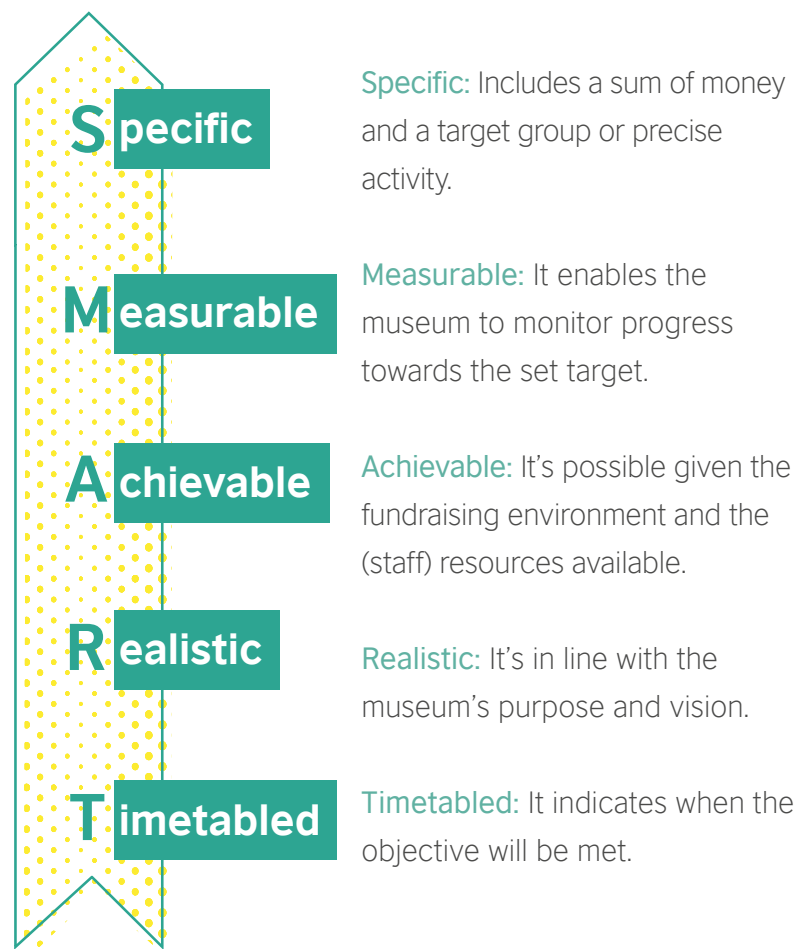 Specific
Specific: Includes a sum of money
and a target group or precise
activity.
Measurable
Measurable: It enables the
museum to monitor progress
towards the set target.
Achievable
Achievable: It’s possible given the
fundraising environment and the
(staff) resources available.
Realistic
Realistic: It’s in line with the
museum’s purpose and vision.
Timetabled
Timetabled: It indicates when the
objective will be met.